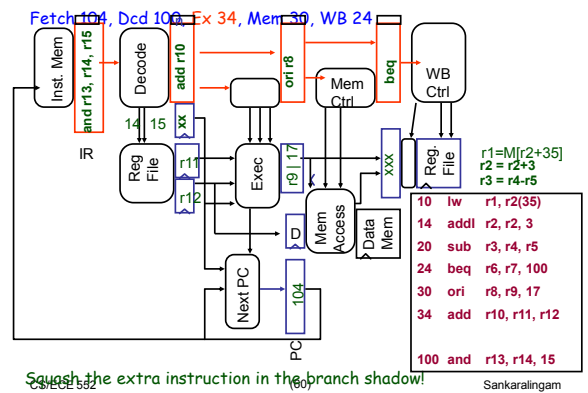 Fetch 104, Dcd 100, Ex 34, Mem 30, WB 24
Inst. Mem
and r13, r14, r15
Decode
add r10
ori r8
Mem
Ctrl
beq
WB
Ctrl
14 15
xx
IR
Reg
File
r11
r12
Exec
r9 | 17
x
xxx
Reg.
File
r1=M[r2+35]
r2 = r2+3
r3 = r4-r5
D
Mem
Access
Data
Mem
Next PC
104
PC
10 lw r1, r2(35)
14 addI r2, r2, 3
20 sub r3, r4, r5
24 beq r6, r7, 100
30 ori r8, r9, 17
34 add r10, r11, r12
100 and r13, r14, 15
Squash the extra instruction in the branch shadow!
CS/ECE 552
(60)
Sankaralingam